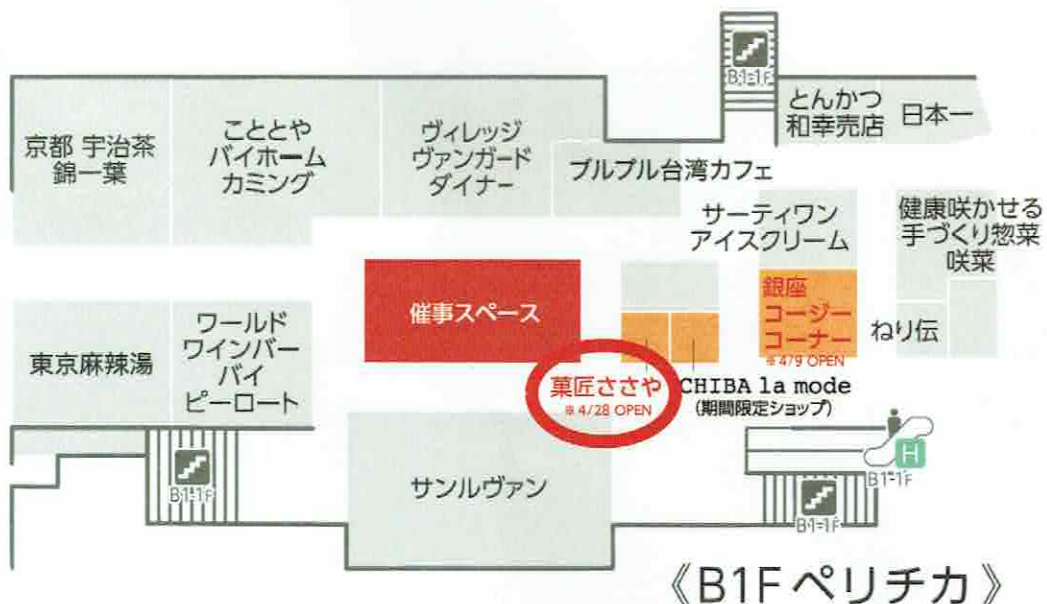 B1⇔1F
とんかつ
和幸売店
日本一
京都 宇治茶
錦一葉
こととや
バイホーム
カミング
ヴィレッジ
ヴァンガード
ダイナー
プルプル台湾カフェ
サーティワン
アイスクリーム
健康咲かせる
手づくり惣菜
咲菜
催事スペース
銀座
コージー
コーナー
※4/9 OPEN
ねり伝
東京麻辣湯
ワールド
ワインバー
バイ
ピーロート
菓匠ささや
※4/28 OPEN
CHIBA la mode
(期間限定ショップ)
サンルヴァン
B1⇔1F
B1⇔1F
H
B1⇔1F
《B1F ペリチカ》